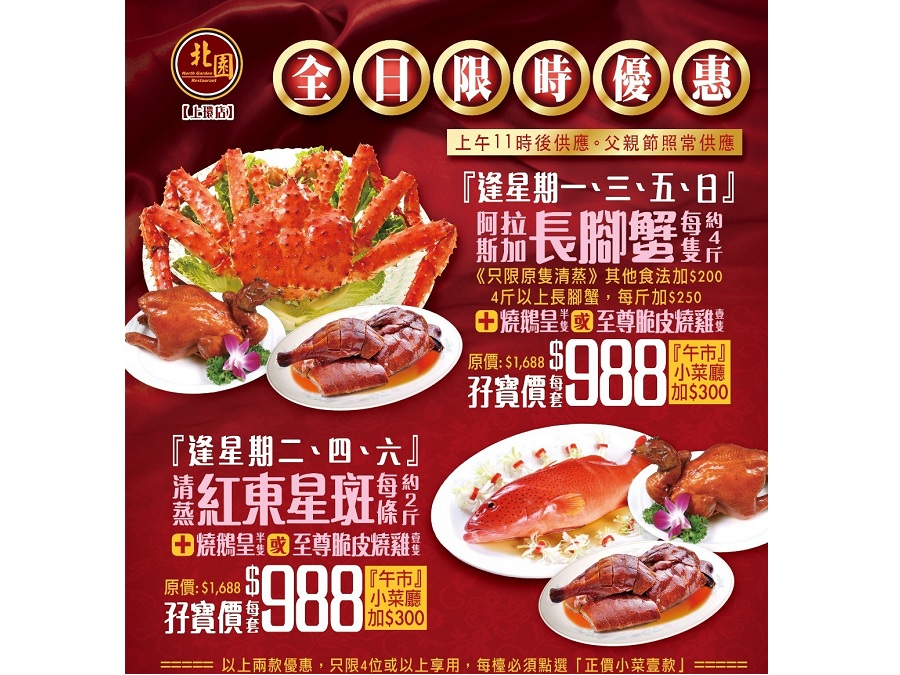 北園
North Garden
Restaurant
【上環店】
全日限時優惠
上午11時後供應。父親節照常供應
『逢星期一、三、五、日』
阿拉斯加長腳蟹每隻約4斤
《只限原隻清蒸》其他食法加$200
4斤以上長腳蟹，每斤加$250
+燒鵝皇半隻或至尊脆皮燒雞壹隻
原價:$1,688
孖寶價$988每套
『午市』
小菜廳
加$300
『逢星期二、四、六』
清蒸紅東星斑每條約2斤
+燒鵝皇半隻或至尊脆皮燒雞壹隻
原價:$1,688
孖寶價$988每套
『午市』
小菜廳
加$300
===== 以上兩款優惠，只限4位或以上享用，每檯必須點選「正價小菜壹款」=====